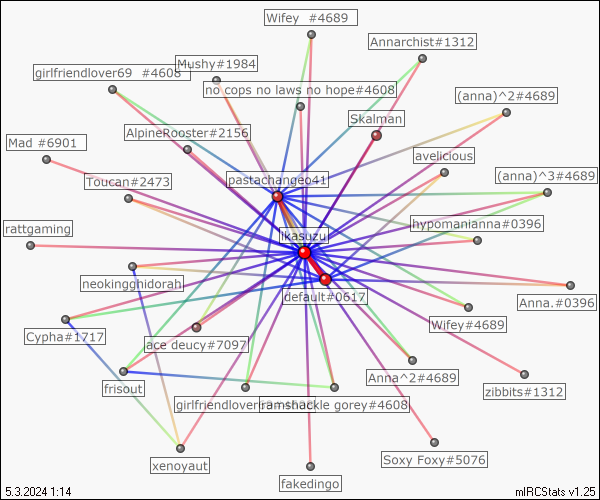 Wifey  #4689
Annarchist#1312
Mushy#1984
girlfriendlover69  #4608
no cops no laws no hope#4608
(anna)^2#4689
Skalman
AlpineRooster#2156
Mad #6901
avelicious
(anna)^3#4689
Toucan#2473
pastachangeo41
hypomanianna#0396
rattgaming
ikasuzu
neokingghidorah
default#0617
Anna.#0396
Wifey#4689
Cypha#1717
ace deucy#7097
Anna^2#4689
frisout
zibbits#1312
girlfriendlover
ramshackle gorey#4608
xenoyaut
Soxy Foxy#5076
fakedingo
5.3.2024 1:14
mIRCStats v1.25